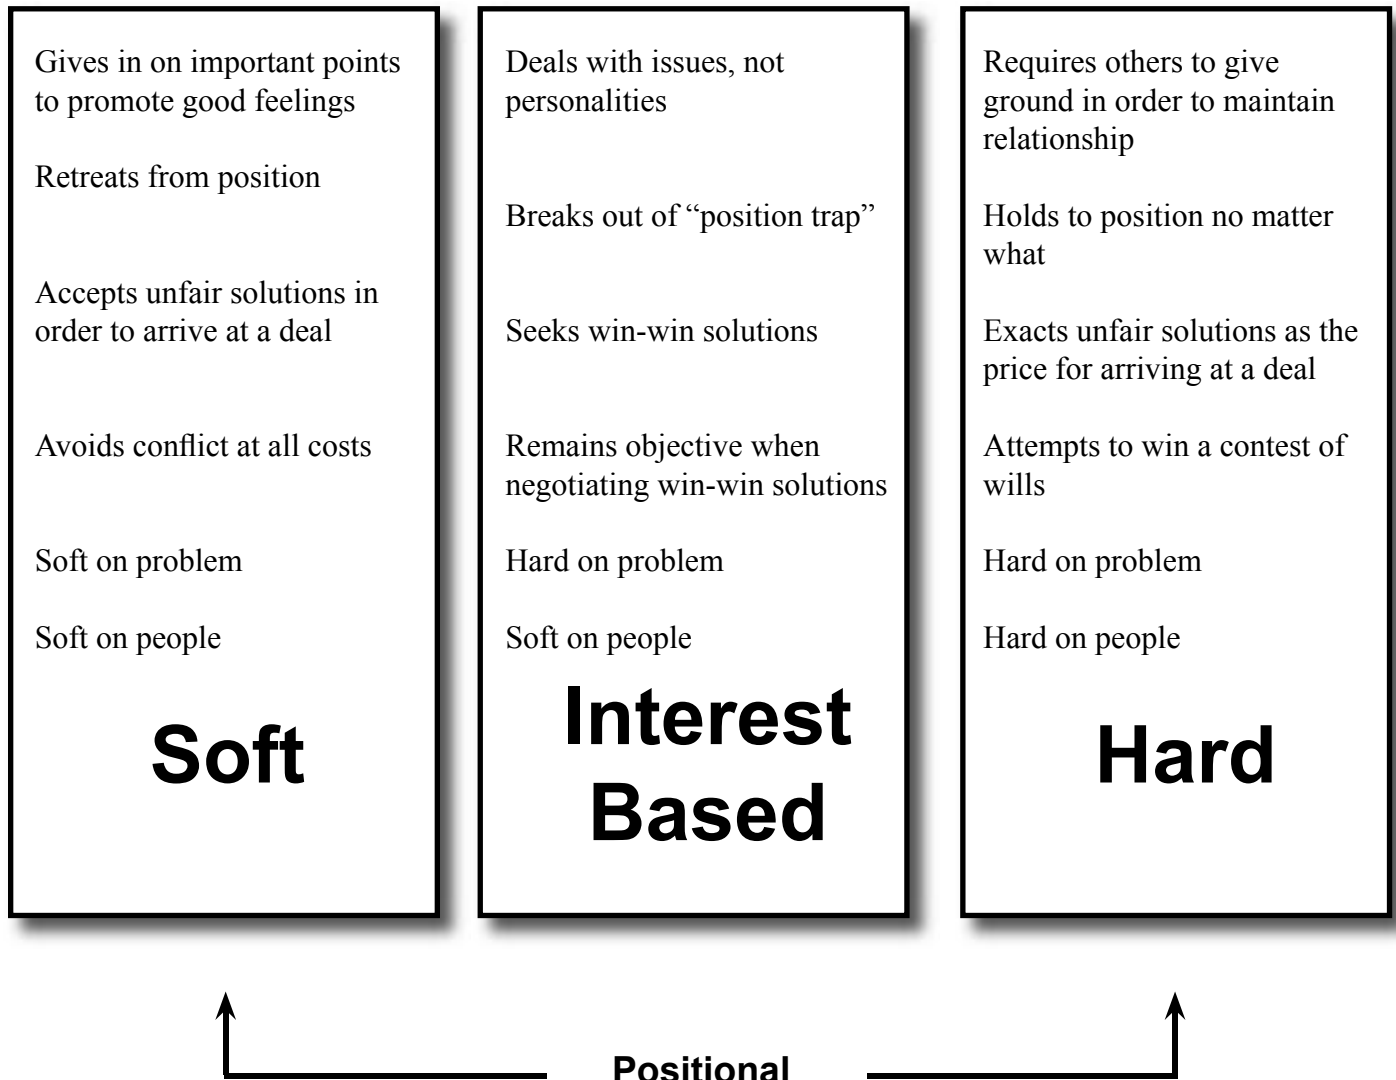 Gives in on important points
to promote good feelings
Retreats from position
Accepts unfair solutions in
order to arrive at a deal
Avoids conflict at all costs
Soft on problem
Soft on people
Soft
Deals with issues, not
personalities
Breaks out of “position trap”
Seeks win-win solutions
Remains objective when
negotiating win-win solutions
Hard on problem
Soft on people
Interest
Based
Requires others to give
ground in order to maintain
relationship
Holds to position no matter
what
Exacts unfair solutions as the
price for arriving at a deal
Attempts to win a contest of
wills
Hard on problem
Hard on people
Hard
Positional